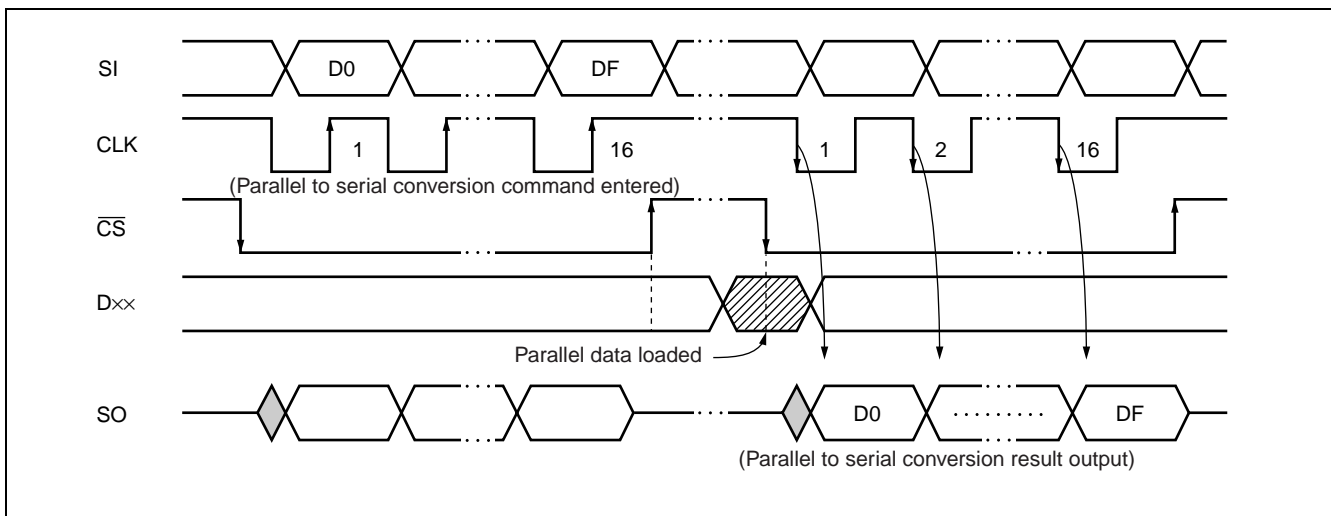 SI D0 DF
CLK 1 16 1 2 16
(Parallel to serial conversion command entered)
CS
D××
Parallel data loaded
SO D0 DF
(Parallel to serial conversion result output)